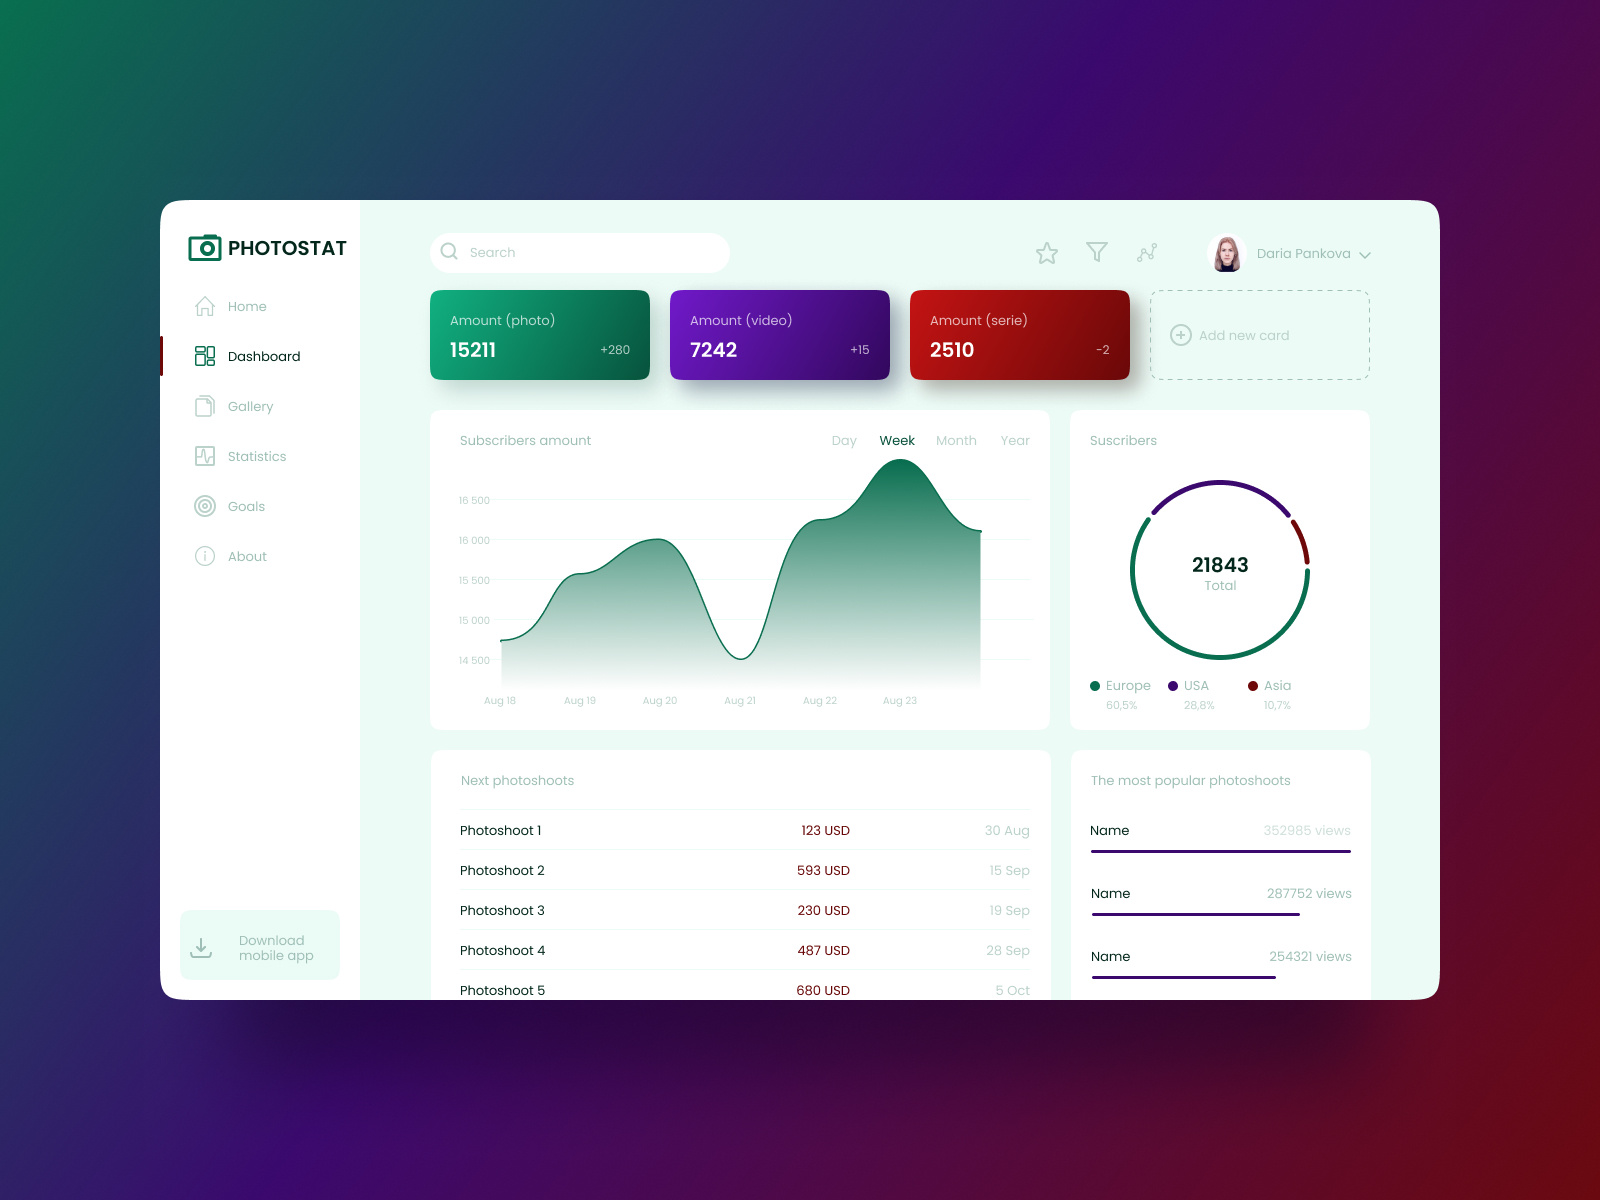 PHOTOSTAT
Home
Dashboard
Gallery
Statistics
Goals
About
Download
mobile app
Search
Daria Pankova
Amount (photo)
15211 +280
Amount (video)
7242 +15
Amount (serie)
2510 -2
Add new card
Subscribers amount Day Week Month Year
16 500
16 000
15 500
15 000
14 500
Aug 18 Aug 19 Aug 20 Aug 21 Aug 22 Aug 23
Suscribers
21843
Total
Europe USA Asia
60,5% 28,8% 10,7%
Next photoshoots
Photoshoot 1 123 USD 30 Aug
Photoshoot 2 593 USD 15 Sep
Photoshoot 3 230 USD 19 Sep
Photoshoot 4 487 USD 28 Sep
Photoshoot 5 680 USD 5 Oct
The most popular photoshoots
Name 352985 views
Name 287752 views
Name 254321 views